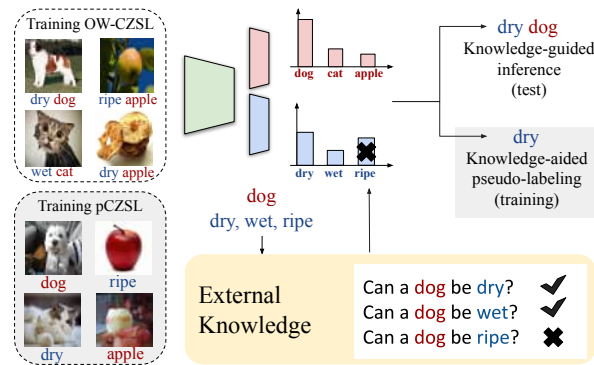 Training OW-CZSL
dry dog
ripe apple
wet cat
dry apple
Training pCZSL
dog
ripe
dry
apple
dog cat apple
dry wet ripe
dog
dry, wet, ripe
dry dog
Knowledge-guided
inference
(test)
dry
Knowledge-aided
pseudo-labeling
(training)
External
Knowledge
Can a dog be dry?
Can a dog be wet?
Can a dog be ripe?